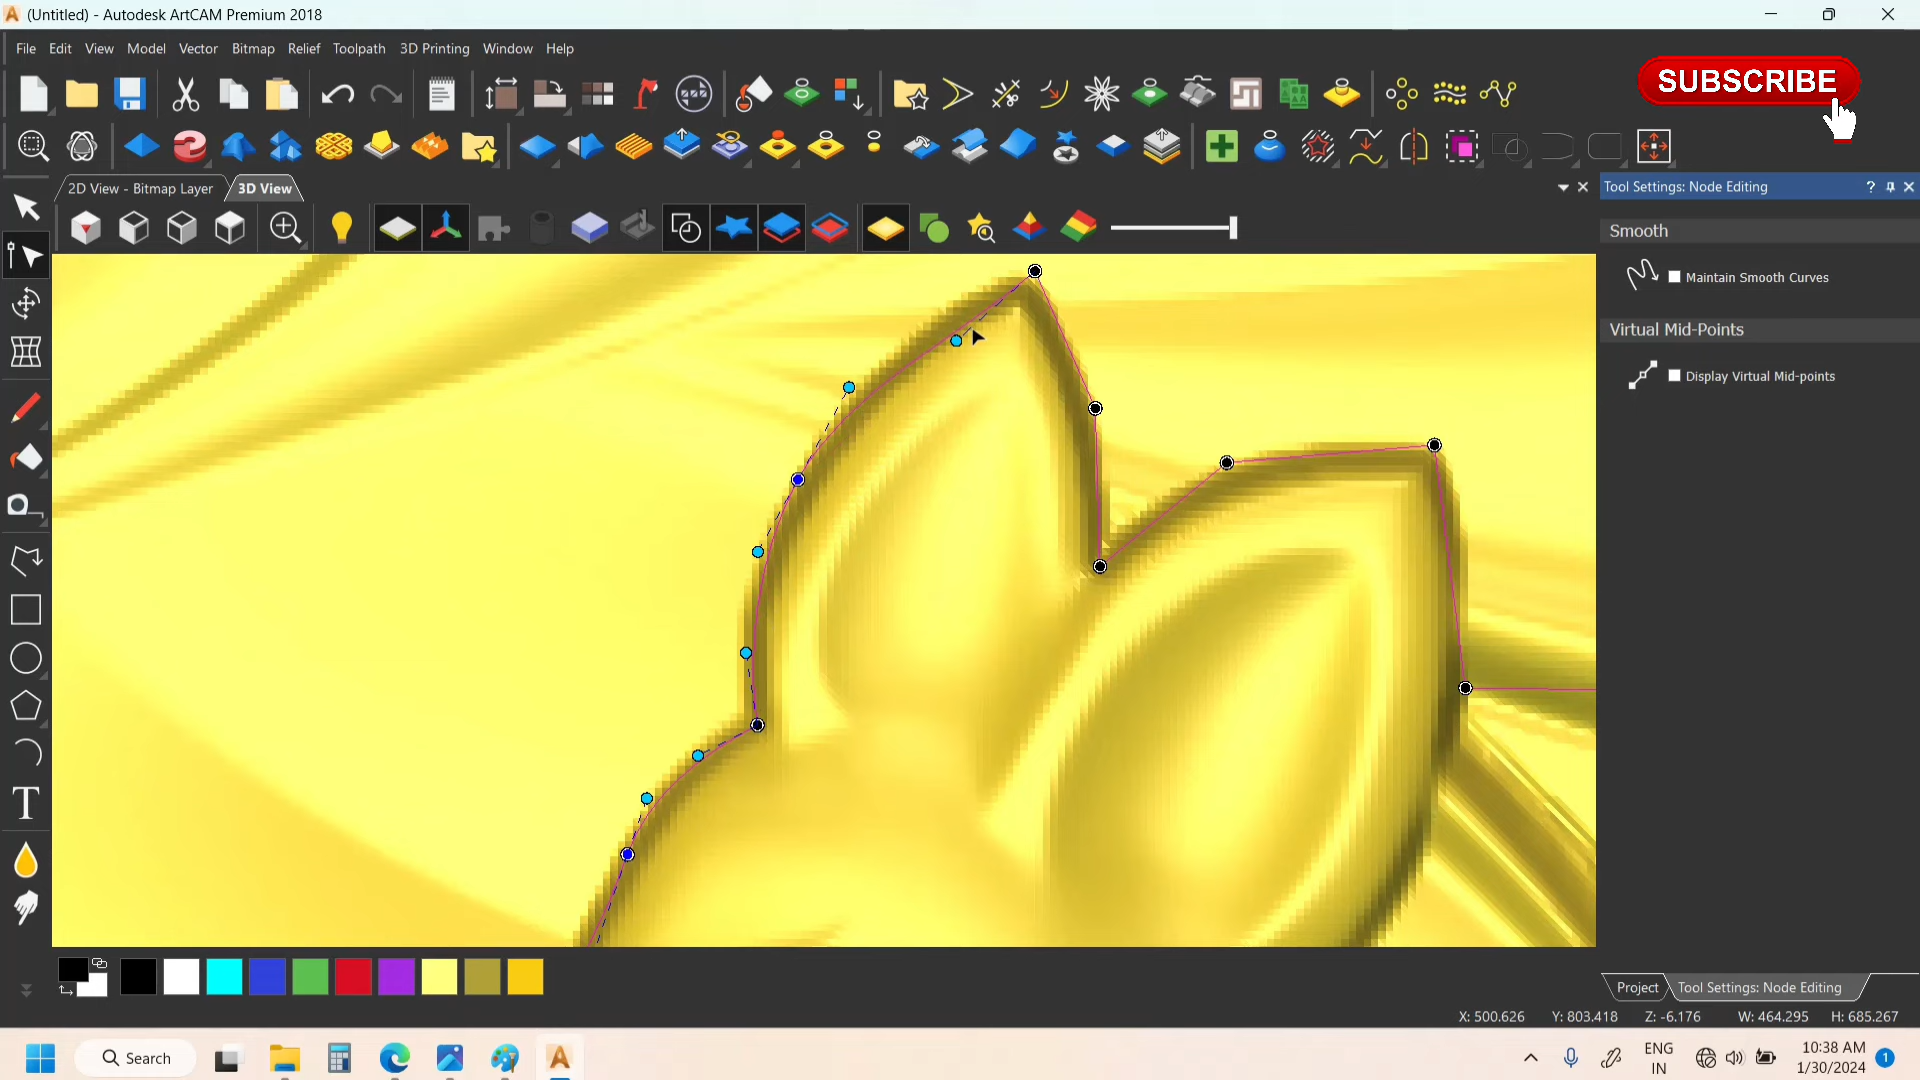 (Untitled) - Autodesk ArtCAM Premium 2018
File Edit View Model Vector Bitmap Relief Toolpath 3D Printing Window Help
SUBSCRIBE
2D View - Bitmap Layer 3D View
Tool Settings: Node Editing
Smooth
Maintain Smooth Curves
Virtual Mid-Points
Display Virtual Mid-points
Project Tool Settings: Node Editing
X: 500.626 Y: 803.418 Z: -6.176 W: 464.295 H: 685.267
Search
ENG
IN
10:38 AM
1/30/2024
1